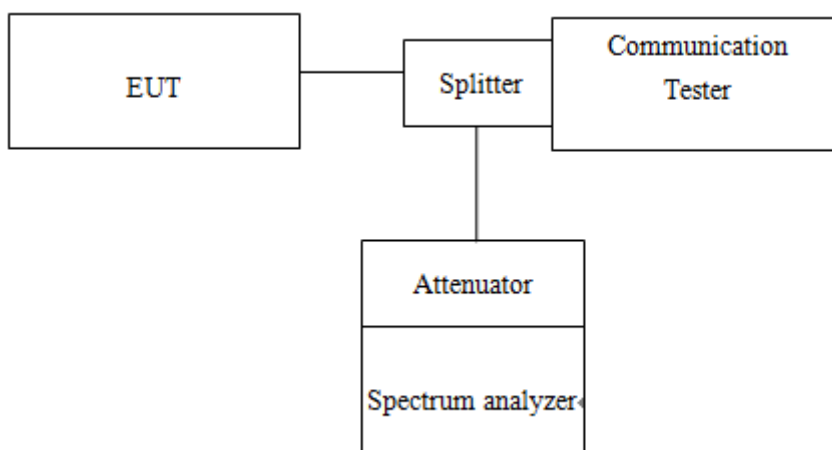 EUT
Splitter
Communication
Tester
Attenuator
Spectrum analyzer